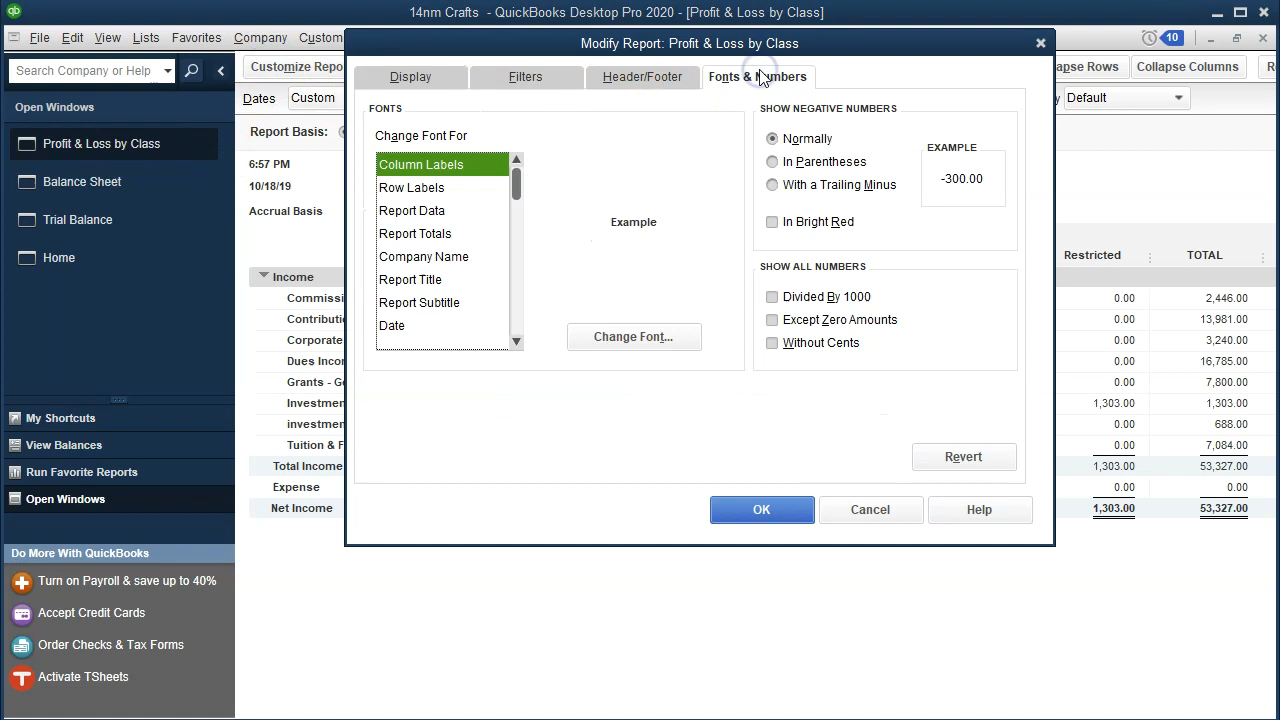 14nm Crafts - QuickBooks Desktop Pro 2020 - [Profit & Loss by Class]
File Edit View Lists Favorites Company Custom
10
Search Company or Help
Open Windows
Profit & Loss by Class
Balance Sheet
Trial Balance
Home
My Shortcuts
View Balances
Run Favorite Reports
Open Windows
Do More With QuickBooks
Turn on Payroll & save up to 40%
Accept Credit Cards
Order Checks & Tax Forms
Activate TSheets
Customize Repo
Dates Custom
Report Basis:
6:57 PM
10/18/19
Accrual Basis
Income
Commissi
Contributi
Corporate
Dues Inco
Grants - G
Investmen
investmen
Tuition & F
Total Income
Expense
Net Income
Modify Report: Profit & Loss by Class
Display Filters Header/Footer Fonts & Numbers
FONTS
Change Font For
Column Labels
Row Labels
Report Data
Report Totals
Company Name
Report Title
Report Subtitle
Date
Example
Change Font...
SHOW NEGATIVE NUMBERS
Normally
In Parentheses
With a Trailing Minus
In Bright Red
EXAMPLE
-300.00
SHOW ALL NUMBERS
Divided By 1000
Except Zero Amounts
Without Cents
Revert
OK Cancel Help
apse Rows Collapse Columns R
Default
Restricted TOTAL
0.00 2,446.00
0.00 13,981.00
0.00 3,240.00
0.00 16,785.00
0.00 7,800.00
1,303.00 1,303.00
0.00 688.00
0.00 7,084.00
1,303.00 53,327.00
0.00 0.00
1,303.00 53,327.00